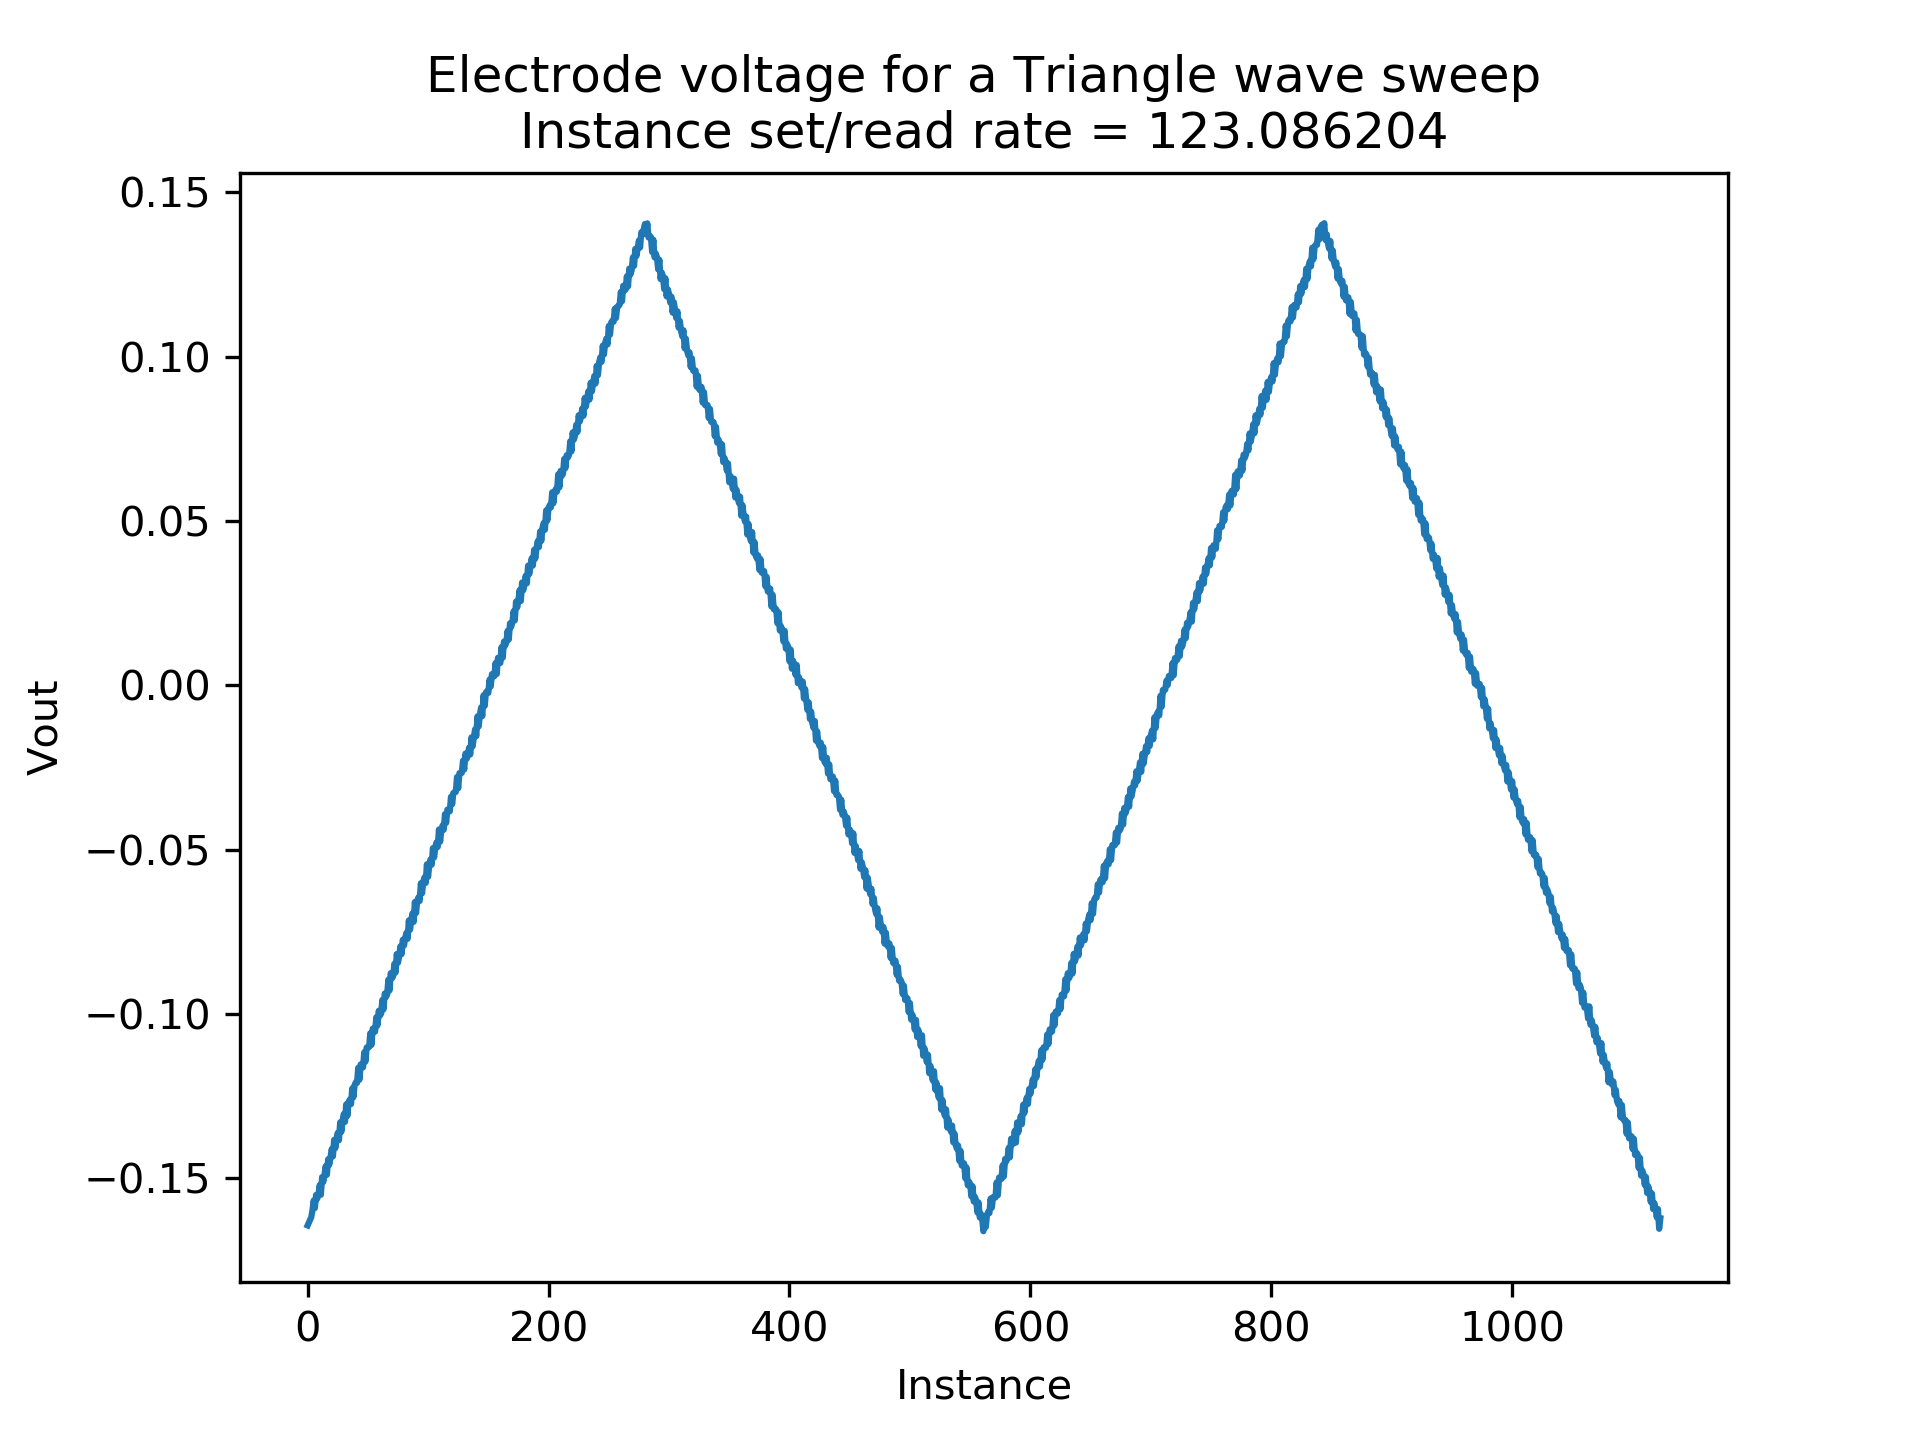 Electrode voltage for a Triangle wave sweep
Instance set/read rate = 123.086204
0.15
0.10
0.05
0.00
−0.05
−0.10
−0.15
Vout
0 200 400 600 800 1000
Instance